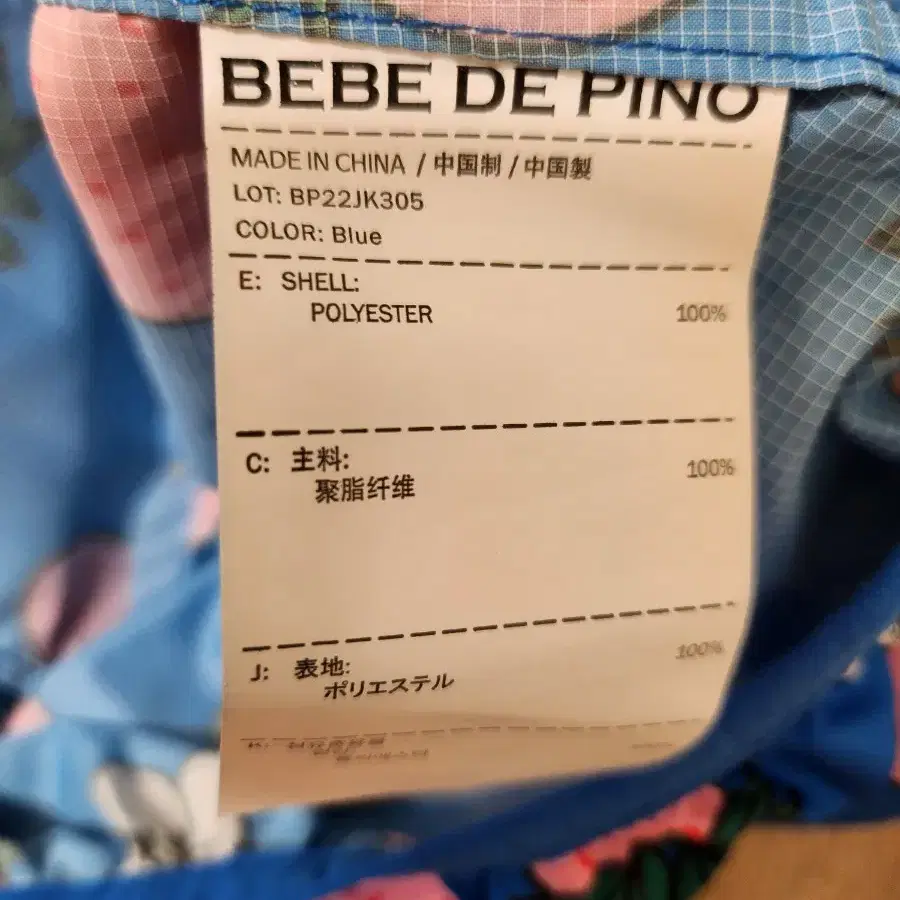 BEBE DE PINO
MADE IN CHINA / 中国制 / 中国製
LOT: BP22JK305
COLOR: Blue
E: SHELL:
POLYESTER 100%
C: 主料:
聚脂纤维 100%
J: 表地:
ポリエステル 100%